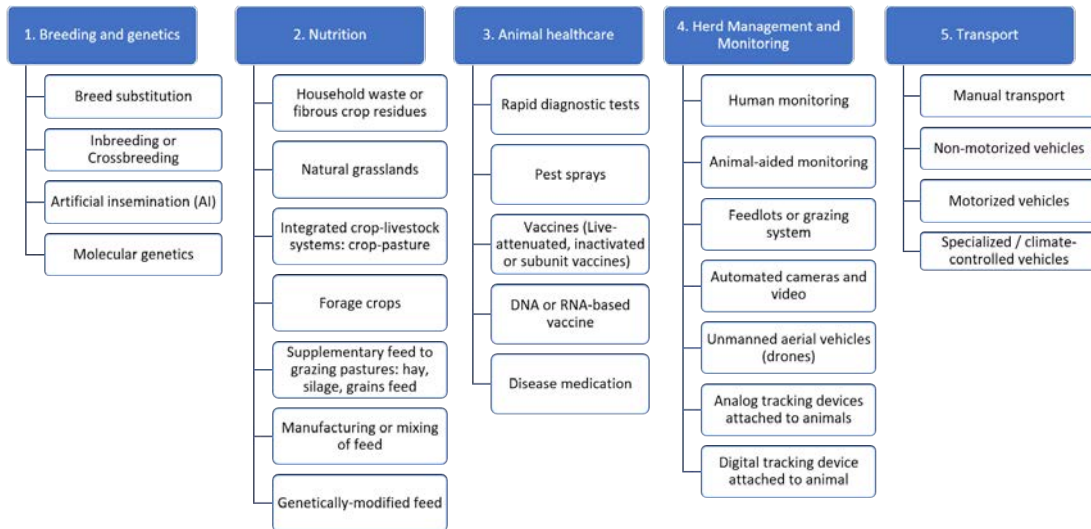 1. Breeding and genetics
Breed substitution
Inbreeding or
Crossbreeding
Artificial insemination (AI)
Molecular genetics
2. Nutrition
Household waste or
fibrous crop residues
Natural grasslands
Integrated crop-livestock
systems: crop-pasture
Forage crops
Supplementary feed to
grazing pastures: hay,
silage, grains feed
Manufacturing or mixing
of feed
Genetically-modified feed
3. Animal healthcare
Rapid diagnostic tests
Pest sprays
Vaccines (Live-
attenuated, inactivated
or subunit vaccines)
DNA or RNA-based
vaccine
Disease medication
4. Herd Management and
Monitoring
Human monitoring
Animal-aided monitoring
Feedlots or grazing
system
Automated cameras and
video
Unmanned aerial vehicles
(drones)
Analog tracking devices
attached to animals
Digital tracking device
attached to animal
5. Transport
Manual transport
Non-motorized vehicles
Motorized vehicles
Specialized / climate-
controlled vehicles